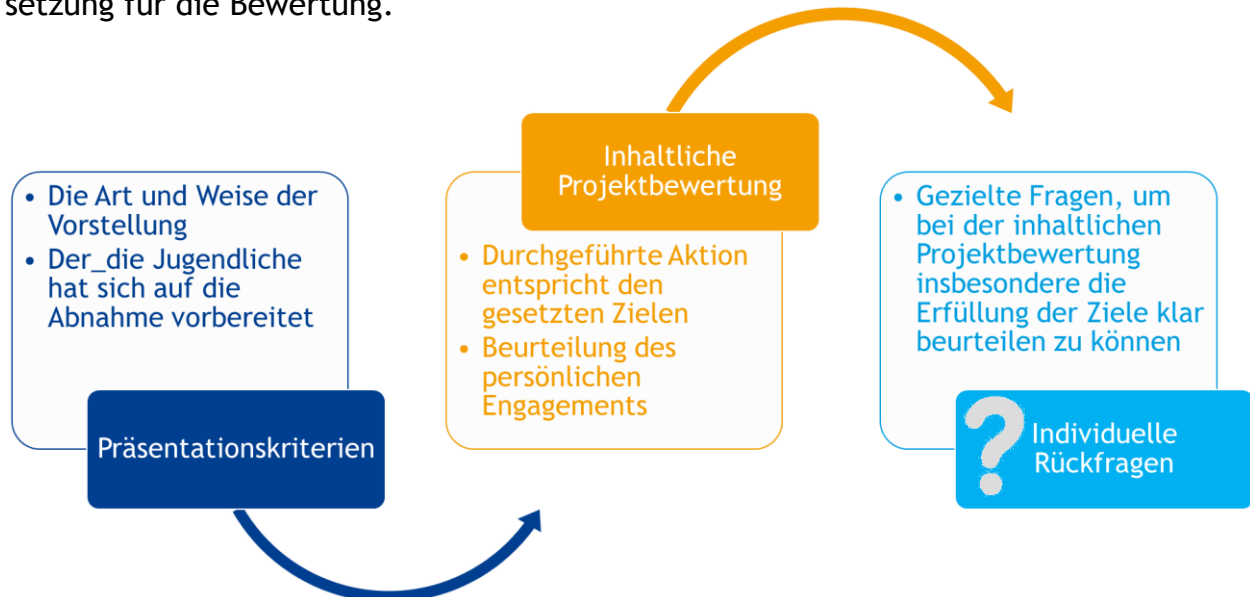 setzung für die Bewertung.
• Die Art und Weise der
Vorstellung
• Der_die Jugendliche
hat sich auf die
Abnahme vorbereitet
Präsentationskriterien
Inhaltliche
Projektbewertung
• Durchgeführte Aktion
entspricht den
gesetzten Zielen
• Beurteilung des
persönlichen
Engagements
• Gezielte Fragen, um
bei der inhaltlichen
Projektbewertung
insbesondere die
Erfüllung der Ziele klar
beurteilen zu können
?
Individuelle
Rückfragen